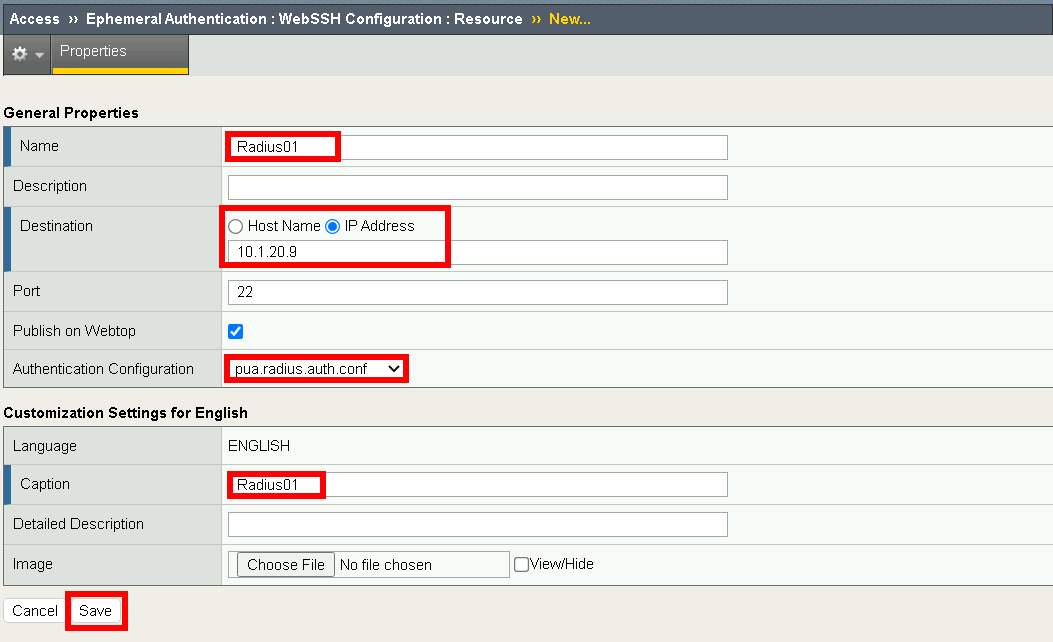 Access ›› Ephemeral Authentication : WebSSH Configuration : Resource ›› New...
Properties
General Properties
Name Radius01
Description
Destination Host Name IP Address
10.1.20.9
Port 22
Publish on Webtop
Authentication Configuration pua.radius.auth.conf
Customization Settings for English
Language ENGLISH
Caption Radius01
Detailed Description
Image Choose File No file chosen View/Hide
Cancel Save